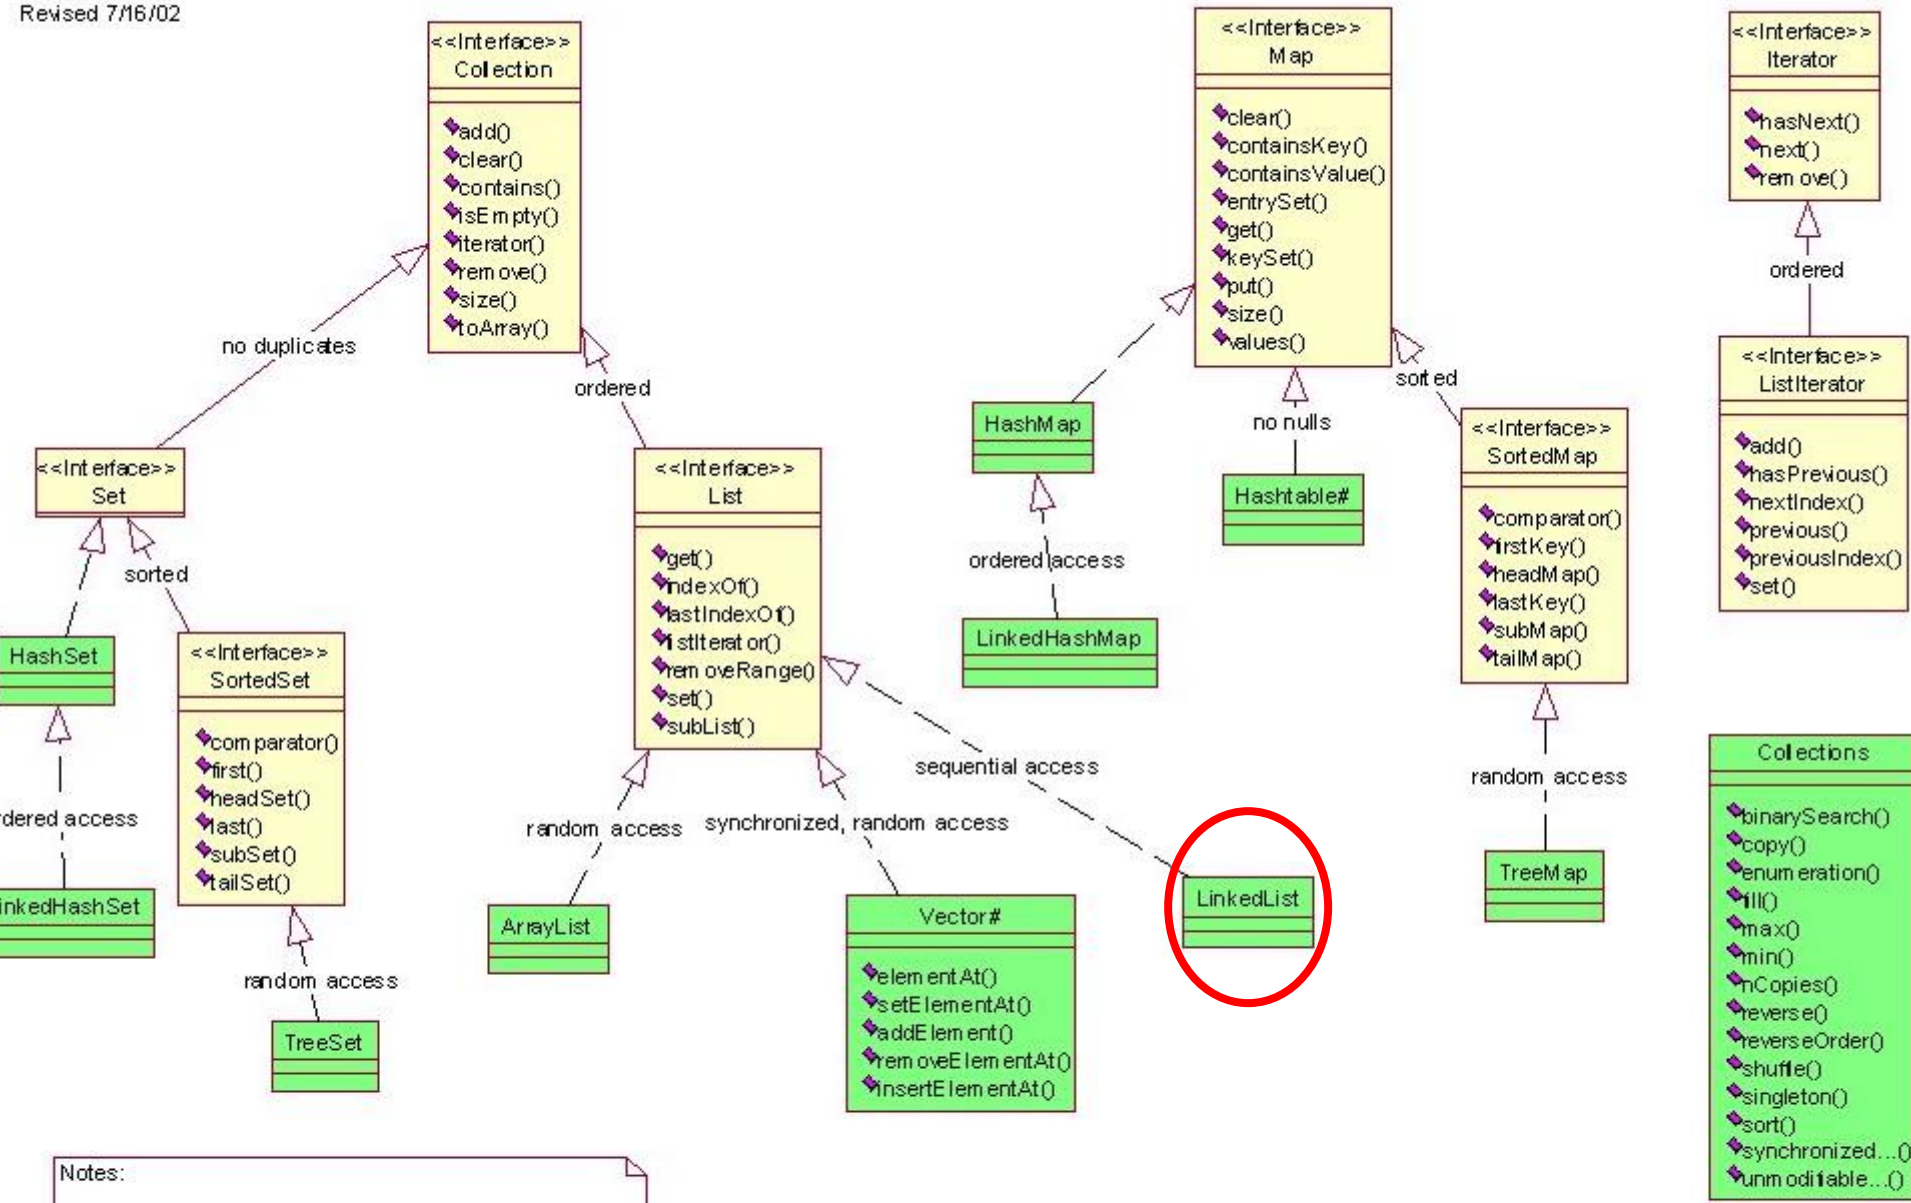 Revised 7/16/02
<<Interface>>
Collection
add()
clear()
contains()
isEmpty()
iterator()
remove()
size()
toArray()
no duplicates
ordered
<<Interface>>
Set
sorted
HashSet
<<Interface>>
SortedSet
comparator()
first()
headSet()
last()
subSet()
tailSet()
rdered access
inkedHashSet
random access
TreeSet
<<Interface>>
List
get()
indexOf()
lastIndexOf()
listIterator()
removeRange()
set()
subList()
random access
synchronized, random access
sequential access
ArrayList
Vector#
elementAt()
setElementAt()
addElement()
removeElementAt()
insertElementAt()
LinkedList
<<Interface>>
Map
clear()
containsKey()
containsValue()
entrySet()
get()
keySet()
put()
size()
values()
HashMap
no nulls
sorted
Hashtable#
ordered access
LinkedHashMap
<<Interface>>
SortedMap
comparator()
firstKey()
headMap()
lastKey()
subMap()
tailMap()
random access
TreeMap
<<Interface>>
Iterator
hasNext()
next()
remove()
ordered
<<Interface>>
ListIterator
add()
hasPrevious()
nextIndex()
previous()
previousIndex()
set()
Collections
binarySearch()
copy()
enumeration()
fill()
max()
min()
nCopies()
reverse()
reverseOrder()
shuffle()
singleton()
sort()
synchronized...()
unmodifiable...()
Notes: